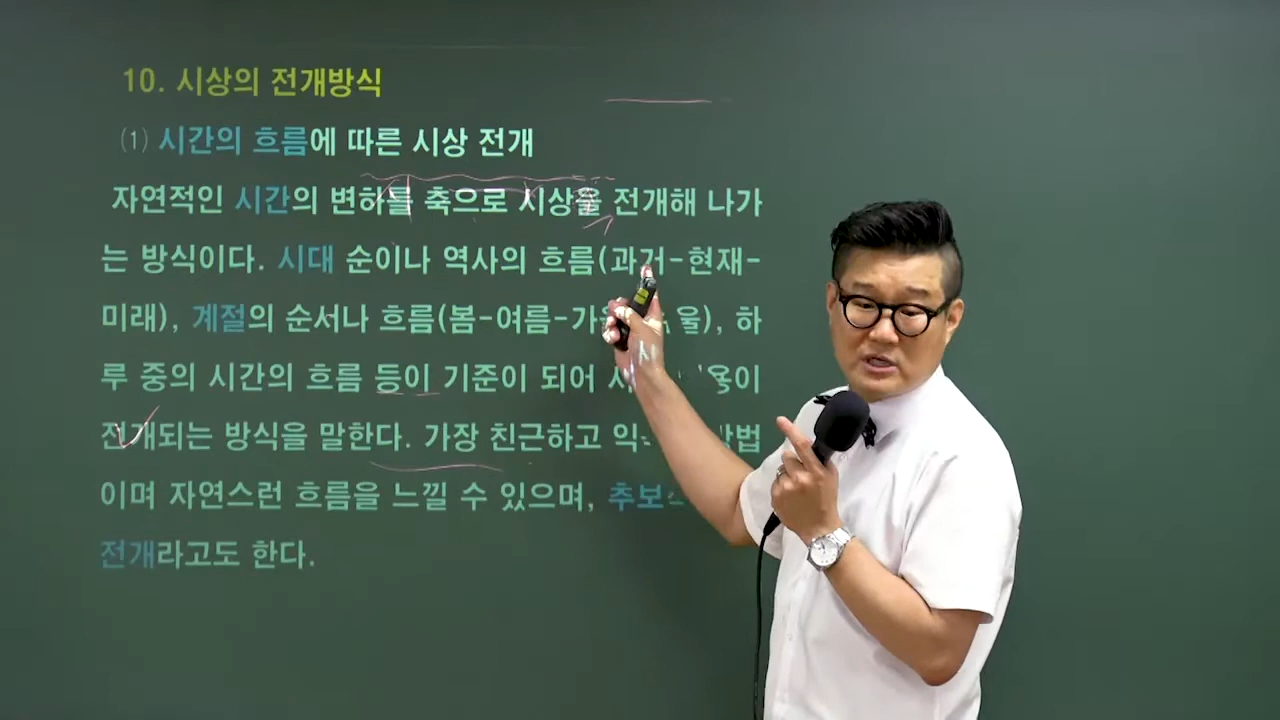 10. 시상의 전개방식
(1) 시간의 흐름에 따른 시상 전개
자연적인 시간의 변하를 축으로 시상을 전개해 나가
는 방식이다. 시대 순이나 역사의 흐름(과거-현재-
미래), 계절의 순서나 흐름(봄-여름-가을 울), 하
루 중의 시간의 흐름 등이 기준이 되어
전개되는 방식을 말한다. 가장 친근하고
이며 자연스런 흐름을 느낄 수 있으며, 추보
전개라고도 한다.